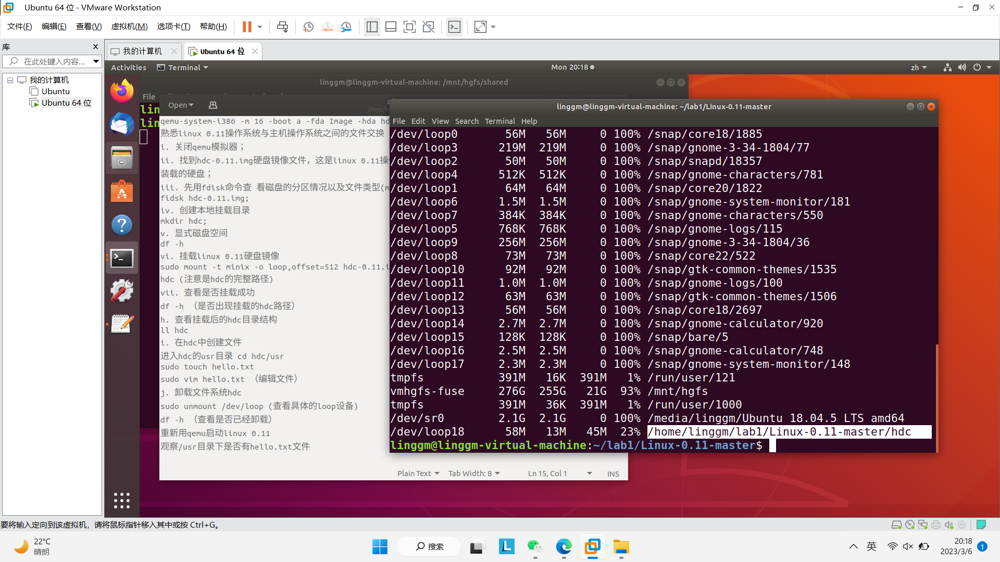 Ubuntu 64 位 - VMware Workstation
文件(F) 编辑(E) 查看(V) 虚拟机(M) 选项卡(T) 帮助(H)
库
在此处键入内容...
我的计算机
Ubuntu
Ubuntu 64 位
我的计算机
Ubuntu 64 位
Activities Terminal Mon 20:18 zh
linggm@linggm-virtual-machine: /mnt/hgfs/shared
File
lin
lin
Open
/mnt/h
qemu-system-i386 -m 16 -boot a -fda Image -hda hd
熟悉linux 0.11操作系统与主机操作系统之间的文件交换
i. 关闭qemu模拟器；
ii. 找到hdc-0.11.img硬盘镜像文件，这是linux 0.11操
装载的硬盘；
iii. 先用fdisk命令查 看磁盘的分区情况以及文件类型(m
fidsk hdc-0.11.img;
iv. 创建本地挂载目录
mkdir hdc;
v. 显式磁盘空间
df -h
vi. 挂载linux 0.11硬盘镜像
sudo mount -t minix -o loop,offset=512 hdc-0.11.i
hdc (注意是hdc的完整路径)
vii. 查看是否挂载成功
df -h （是否出现挂载的hdc路径）
h. 查看挂载后的hdc目录结构
ll hdc
i. 在hdc中创建文件
进入hdc的usr目录 cd hdc/usr
sudo touch hello.txt
sudo vim hello.txt （编辑文件）
j. 卸载文件系统hdc
sudo unmount /dev/loop (查看具体的loop设备)
df -h （查看是否已经卸载）
重新用qemu启动linux 0.11
观察/usr目录下是否有hello.txt文件
Plain Text Tab Width: 8 Ln 15, Col 1 INS
linggm@linggm-virtual-machine: ~/lab1/Linux-0.11-master
File Edit View Search Terminal Help
/dev/loop0 56M 56M 0 100% /snap/core18/1885
/dev/loop3 219M 219M 0 100% /snap/gnome-3-34-1804/77
/dev/loop2 50M 50M 0 100% /snap/snapd/18357
/dev/loop4 512K 512K 0 100% /snap/gnome-characters/781
/dev/loop1 64M 64M 0 100% /snap/core20/1822
/dev/loop6 1.5M 1.5M 0 100% /snap/gnome-system-monitor/181
/dev/loop7 384K 384K 0 100% /snap/gnome-characters/550
/dev/loop5 768K 768K 0 100% /snap/gnome-logs/115
/dev/loop9 256M 256M 0 100% /snap/gnome-3-34-1804/36
/dev/loop8 73M 73M 0 100% /snap/core22/522
/dev/loop10 92M 92M 0 100% /snap/gtk-common-themes/1535
/dev/loop11 1.0M 1.0M 0 100% /snap/gnome-logs/100
/dev/loop12 63M 63M 0 100% /snap/gtk-common-themes/1506
/dev/loop13 56M 56M 0 100% /snap/core18/2697
/dev/loop14 2.7M 2.7M 0 100% /snap/gnome-calculator/920
/dev/loop15 128K 128K 0 100% /snap/bare/5
/dev/loop16 2.5M 2.5M 0 100% /snap/gnome-calculator/748
/dev/loop17 2.3M 2.3M 0 100% /snap/gnome-system-monitor/148
tmpfs 391M 16K 391M 1% /run/user/121
vmhgfs-fuse 276G 255G 21G 93% /mnt/hgfs
tmpfs 391M 36K 391M 1% /run/user/1000
/dev/sr0 2.1G 2.1G 0 100% /media/linggm/Ubuntu 18.04.5 LTS amd64
/dev/loop18 58M 13M 45M 23% /home/linggm/lab1/Linux-0.11-master/hdc
linggm@linggm-virtual-machine:~/lab1/Linux-0.11-master$
要将输入定向到该虚拟机，请将鼠标指针移入其中或按 Ctrl+G。
22°C
晴朗
搜索
英
20:18
2023/3/6
1